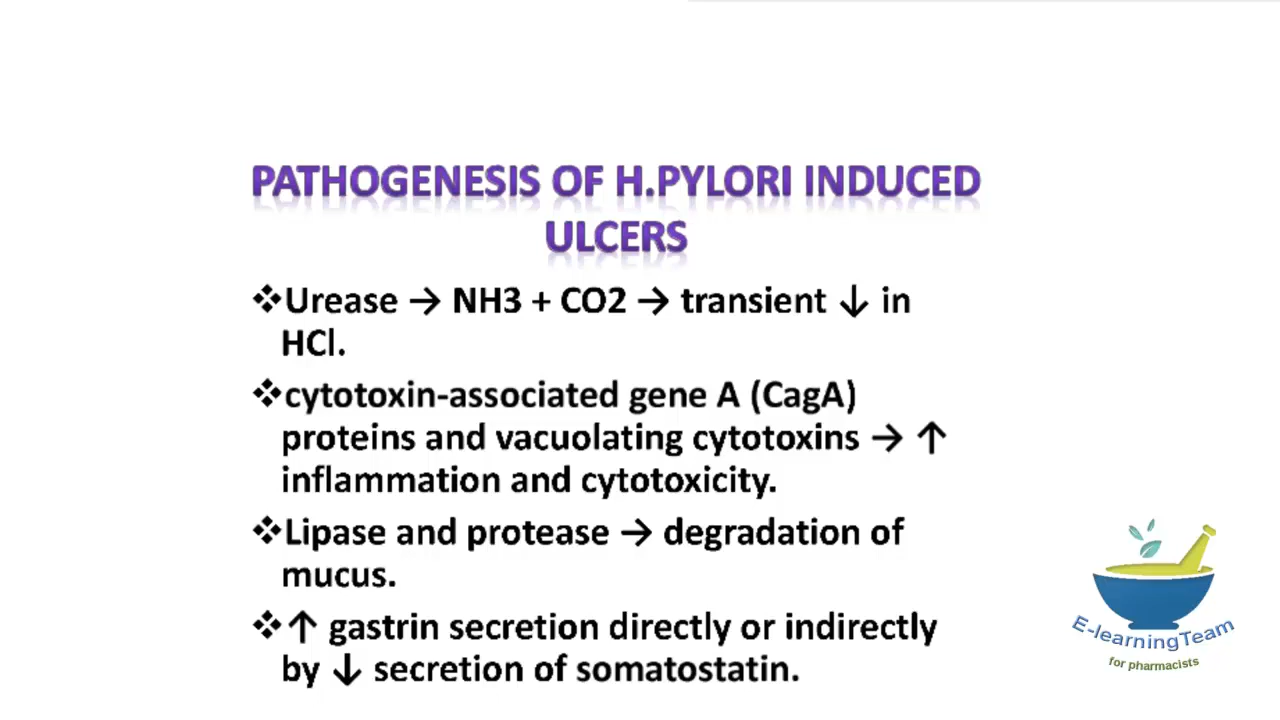 PATHOGENESIS OF H.PYLORI INDUCED
ULCERS
❖Urease → NH3 + CO2 → transient ↓ in
HCl.
❖cytotoxin-associated gene A (CagA)
proteins and vacuolating cytotoxins → ↑
inflammation and cytotoxicity.
❖Lipase and protease → degradation of
mucus.
❖↑ gastrin secretion directly or indirectly
by ↓ secretion of somatostatin.
E-learningTeam
for pharmacists